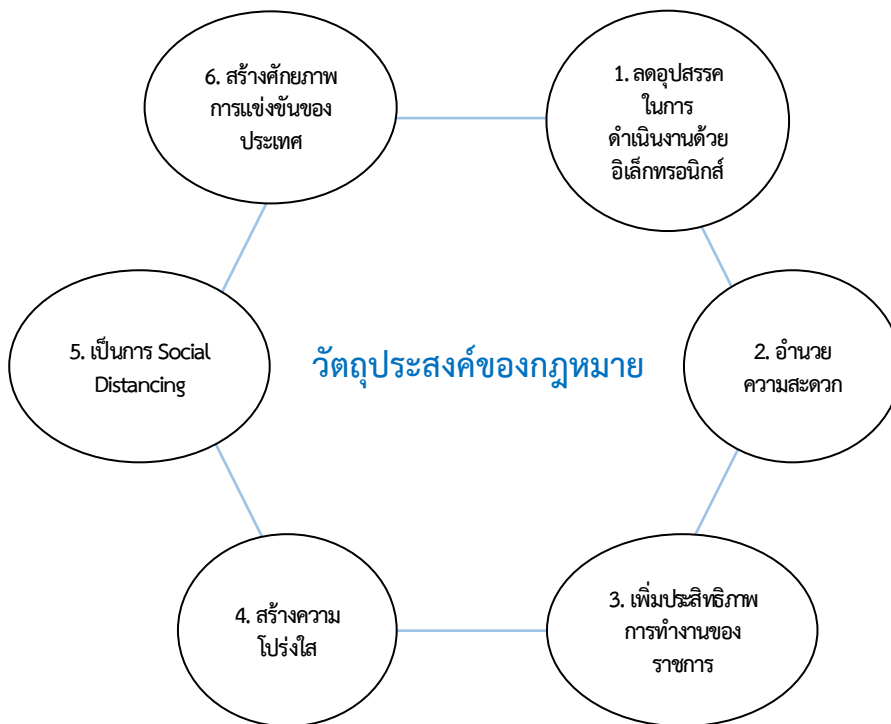 วัตถุประสงค์ของกฎหมาย
1. ลดอุปสรรค
ในการ
ดำเนินงานด้วย
อิเล็กทรอนิกส์
2. อำนวย
ความสะดวก
3. เพิ่มประสิทธิภาพ
การทำงานของ
ราชการ
4. สร้างความ
โปร่งใส
5. เป็นการ Social
Distancing
6. สร้างศักยภาพ
การแข่งขันของ
ประเทศ